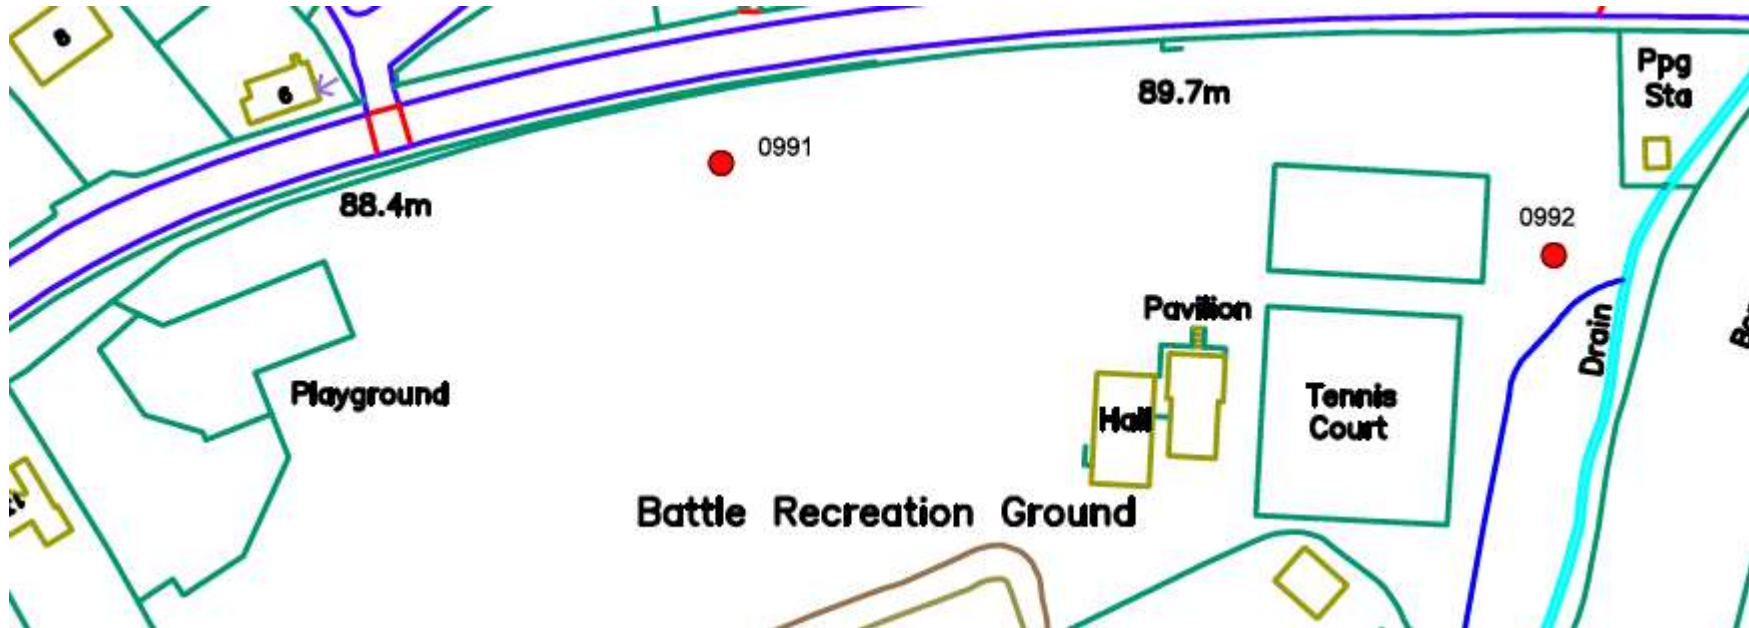 8
6
Ppg
Sta
89.7m
0991
88.4m
0992
Pavilion
Drain
Playground
Hall
Tennis
Court
Battle Recreation Ground